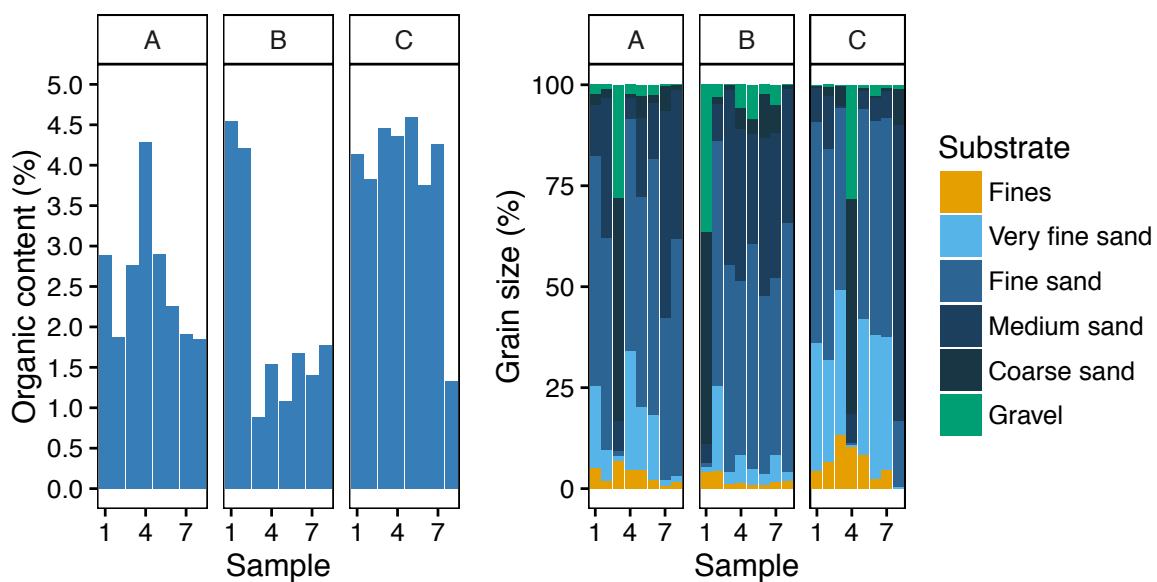 A B C
Organic content (%)
5.0
4.5
4.0
3.5
3.0
2.5
2.0
1.5
1.0
0.5
0.0
1 4 7 1 4 7 1 4 7
Sample
A B C
Grain size (%)
100
75
50
25
0
1 4 7 1 4 7 1 4 7
Sample
Substrate
Fines
Very fine sand
Fine sand
Medium sand
Coarse sand
Gravel